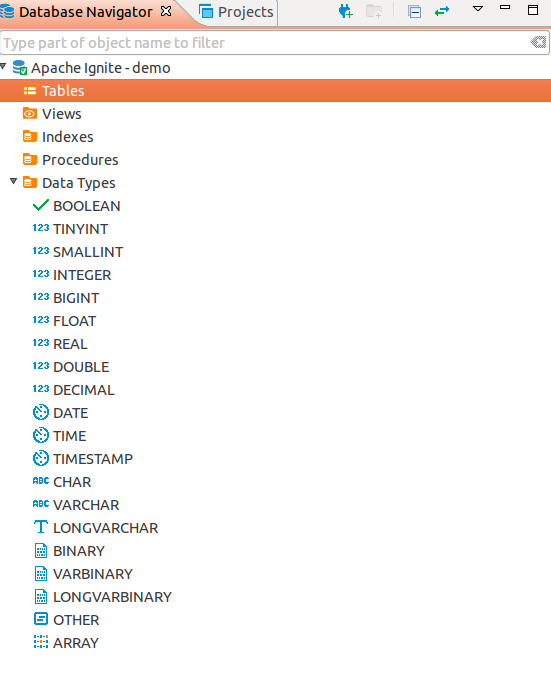 Database Navigator Projects
Type part of object name to filter
Apache Ignite - demo
Tables
Views
Indexes
Procedures
Data Types
BOOLEAN
123 TINYINT
123 SMALLINT
123 INTEGER
123 BIGINT
123 FLOAT
123 REAL
123 DOUBLE
123 DECIMAL
DATE
TIME
TIMESTAMP
ABC CHAR
ABC VARCHAR
T LONGVARCHAR
BINARY
VARBINARY
LONGVARBINARY
OTHER
ARRAY